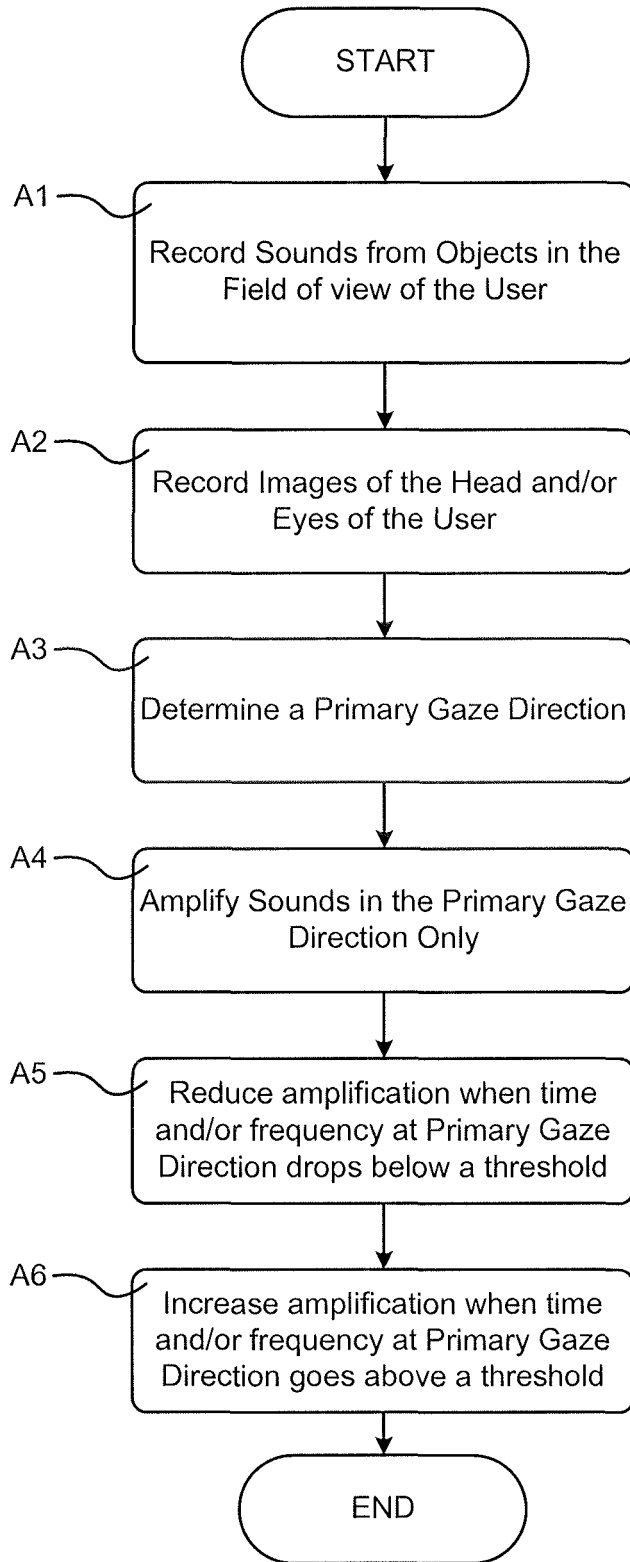 START
A1
Record Sounds from Objects in the
Field of view of the User
A2
Record Images of the Head and/or
Eyes of the User
A3
Determine a Primary Gaze Direction
A4
Amplify Sounds in the Primary Gaze
Direction Only
A5
Reduce amplification when time
and/or frequency at Primary Gaze
Direction drops below a threshold
A6
Increase amplification when time
and/or frequency at Primary Gaze
Direction goes above a threshold
END